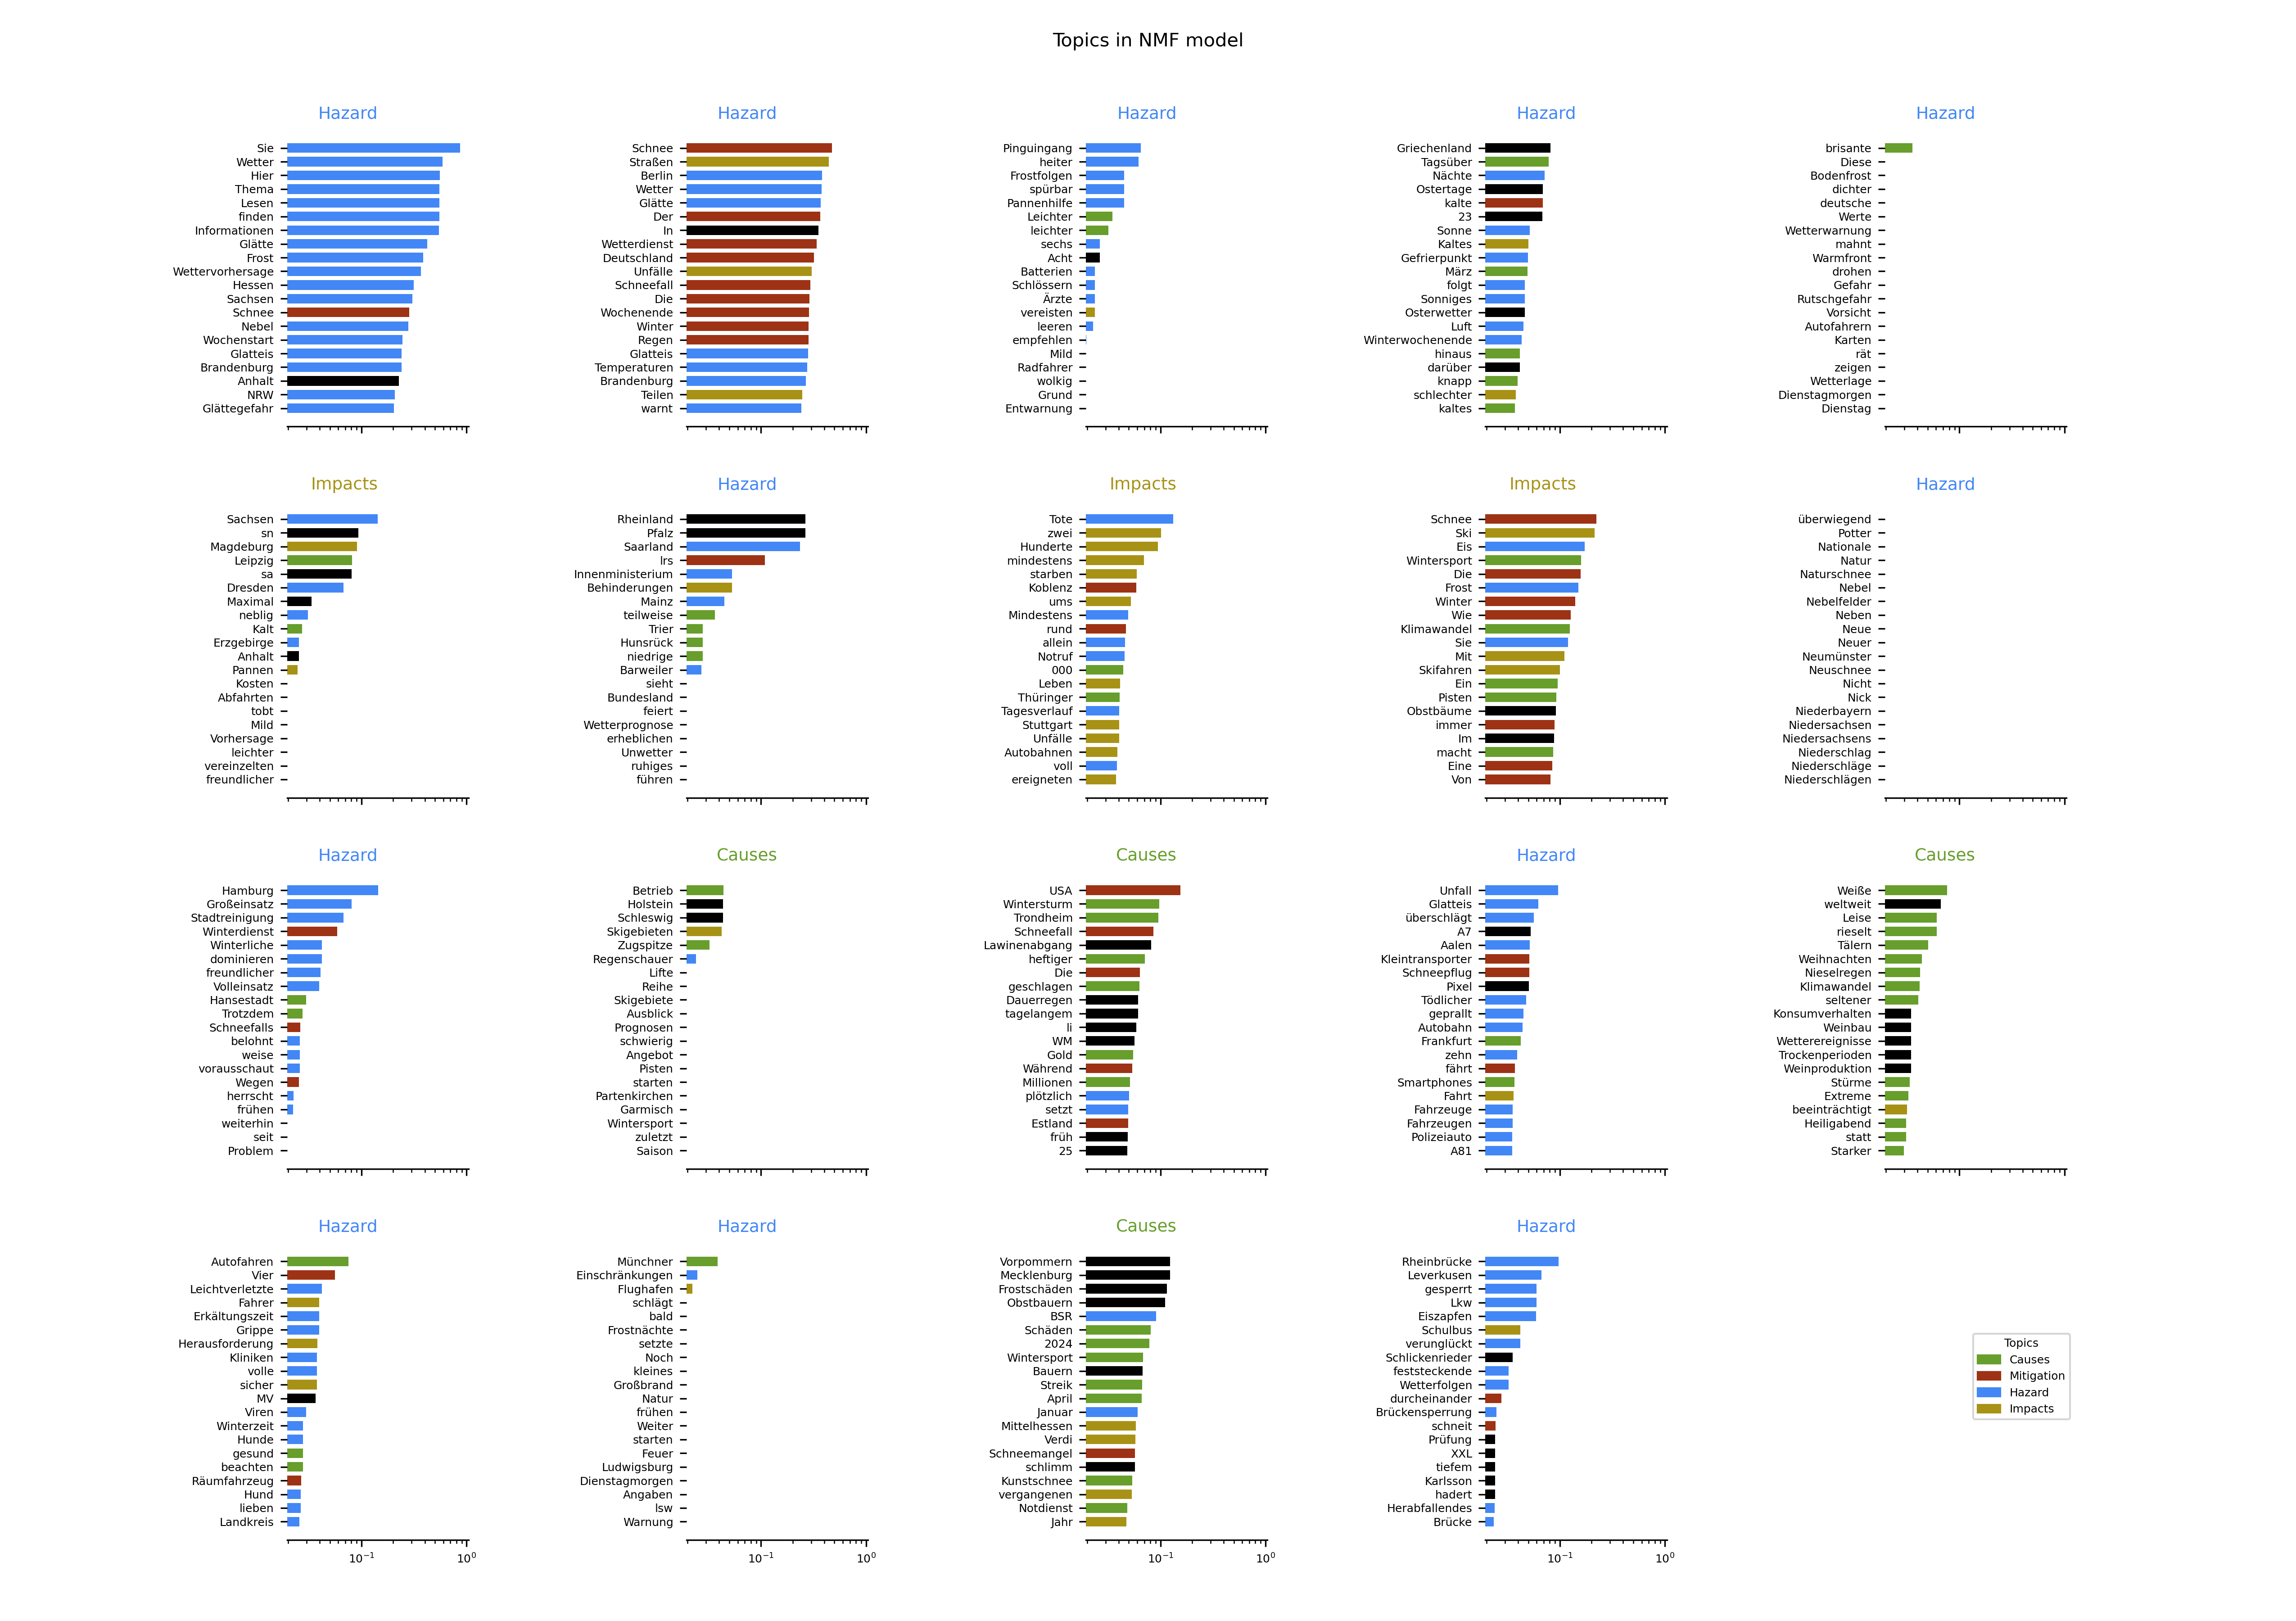 Topics in NMF model
Hazard
Sie
Wetter
Hier
Thema
Lesen
finden
Informationen
Glätte
Frost
Wettervorhersage
Hessen
Sachsen
Schnee
Nebel
Wochenstart
Glatteis
Brandenburg
Anhalt
NRW
Glättegefahr
Hazard
Schnee
Straßen
Berlin
Wetter
Glätte
Der
In
Wetterdienst
Deutschland
Unfälle
Schneefall
Die
Wochenende
Winter
Regen
Glatteis
Temperaturen
Brandenburg
Teilen
warnt
Hazard
Pinguingang
heiter
Frostfolgen
spürbar
Pannenhilfe
Leichter
leichter
sechs
Acht
Batterien
Schlössern
Ärzte
vereisten
leeren
empfehlen
Mild
Radfahrer
wolkig
Grund
Entwarnung
Hazard
Griechenland
Tagsüber
Nächte
Ostertage
kalte
23
Sonne
Kaltes
Gefrierpunkt
März
folgt
Sonniges
Osterwetter
Luft
Winterwochenende
hinaus
darüber
knapp
schlechter
kaltes
Hazard
brisante
Diese
Bodenfrost
dichter
deutsche
Werte
Wetterwarnung
mahnt
Warmfront
drohen
Gefahr
Rutschgefahr
Vorsicht
Autofahrern
Karten
rät
zeigen
Wetterlage
Dienstagmorgen
Dienstag
Impacts
Sachsen
sn
Magdeburg
Leipzig
sa
Dresden
Maximal
neblig
Kalt
Erzgebirge
Anhalt
Pannen
Kosten
Abfahrten
tobt
Mild
Vorhersage
leichter
vereinzelten
freundlicher
Hazard
Rheinland
Pfalz
Saarland
lrs
Innenministerium
Behinderungen
Mainz
teilweise
Trier
Hunsrück
niedrige
Barweiler
sieht
Bundesland
feiert
Wetterprognose
erheblichen
Unwetter
ruhiges
führen
Impacts
Tote
zwei
Hunderte
mindestens
starben
Koblenz
ums
Mindestens
rund
allein
Notruf
000
Leben
Thüringer
Tagesverlauf
Stuttgart
Unfälle
Autobahnen
voll
ereigneten
Impacts
Schnee
Ski
Eis
Wintersport
Die
Frost
Winter
Wie
Klimawandel
Sie
Mit
Skifahren
Ein
Pisten
Obstbäume
immer
Im
macht
Eine
Von
Hazard
überwiegend
Potter
Nationale
Natur
Naturschnee
Nebel
Nebelfelder
Neben
Neue
Neuer
Neumünster
Neuschnee
Nicht
Nick
Niederbayern
Niedersachsen
Niedersachsens
Niederschlag
Niederschläge
Niederschlägen
Hazard
Hamburg
Großeinsatz
Stadtreinigung
Winterdienst
Winterliche
dominieren
freundlicher
Volleinsatz
Hansestadt
Trotzdem
Schneefalls
belohnt
weise
vorausschaut
Wegen
herrscht
frühen
weiterhin
seit
Problem
Causes
Betrieb
Holstein
Schleswig
Skigebieten
Zugspitze
Regenschauer
Lifte
Reihe
Skigebiete
Ausblick
Prognosen
schwierig
Angebot
Pisten
starten
Partenkirchen
Garmisch
Wintersport
zuletzt
Saison
Causes
USA
Wintersturm
Trondheim
Schneefall
Lawinenabgang
heftiger
Die
geschlagen
Dauerregen
tagelangem
li
WM
Gold
Während
Millionen
plötzlich
setzt
Estland
früh
25
Hazard
Unfall
Glatteis
überschlägt
A7
Aalen
Kleintransporter
Schneepflug
Pixel
Tödlicher
geprallt
Autobahn
Frankfurt
zehn
fährt
Smartphones
Fahrt
Fahrzeuge
Fahrzeugen
Polizeiauto
A81
Causes
Weiße
weltweit
Leise
rieselt
Tälern
Weihnachten
Nieselregen
Klimawandel
seltener
Konsumverhalten
Weinbau
Wetterereignisse
Trockenperioden
Weinproduktion
Stürme
Extreme
beeinträchtigt
Heiligabend
statt
Starker
Hazard
Autofahren
Vier
Leichtverletzte
Fahrer
Erkältungszeit
Grippe
Herausforderung
Kliniken
volle
sicher
MV
Viren
Winterzeit
Hunde
gesund
beachten
Räumfahrzeug
Hund
lieben
Landkreis
10⁻¹ 10⁰
Hazard
Münchner
Einschränkungen
Flughafen
schlägt
bald
Frostnächte
setzte
Noch
kleines
Großbrand
Natur
frühen
Weiter
starten
Feuer
Ludwigsburg
Dienstagmorgen
Angaben
lsw
Warnung
10⁻¹ 10⁰
Causes
Vorpommern
Mecklenburg
Frostschäden
Obstbauern
BSR
Schäden
2024
Wintersport
Bauern
Streik
April
Januar
Mittelhessen
Verdi
Schneemangel
schlimm
Kunstschnee
vergangenen
Notdienst
Jahr
10⁻¹ 10⁰
Hazard
Rheinbrücke
Leverkusen
gesperrt
Lkw
Eiszapfen
Schulbus
verunglückt
Schlickenrieder
feststeckende
Wetterfolgen
durcheinander
Brückensperrung
schneit
Prüfung
XXL
tiefem
Karlsson
hadert
Herabfallendes
Brücke
10⁻¹ 10⁰
Topics
Causes
Mitigation
Hazard
Impacts